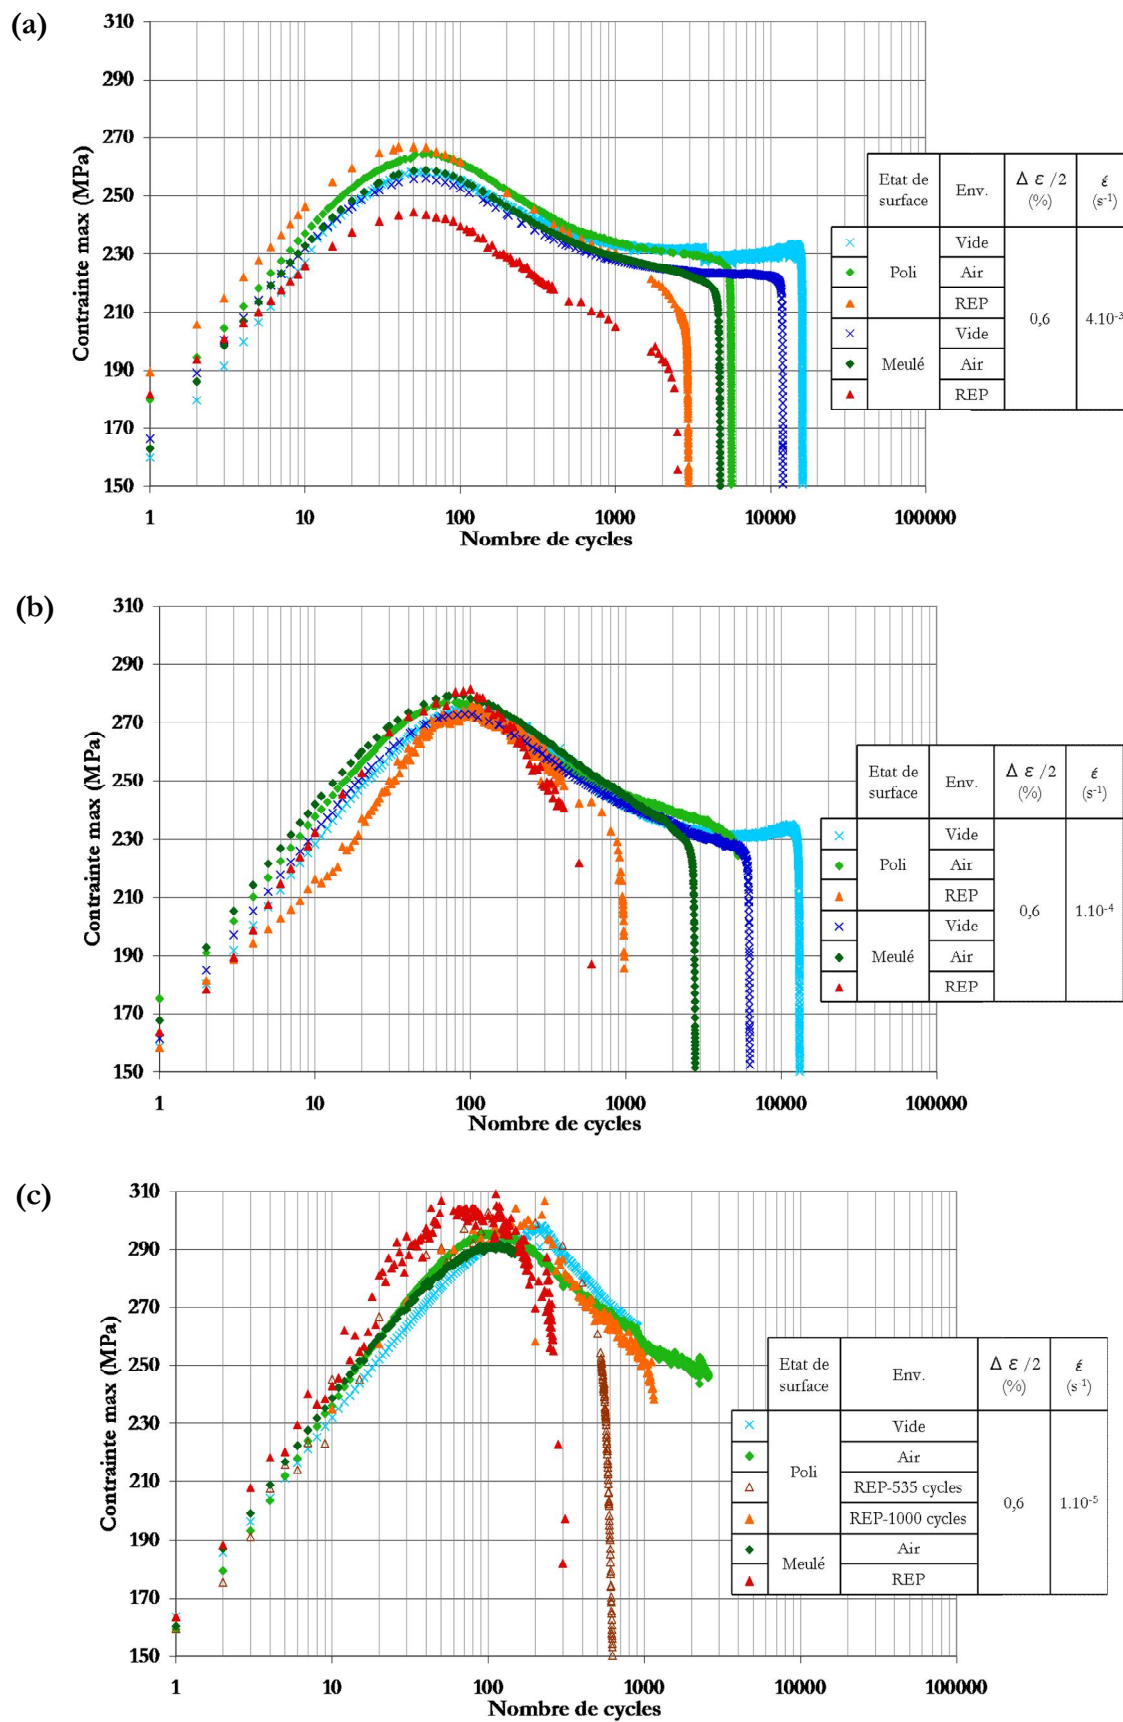 (a)
310
290
270
250
230
210
190
170
150
Contrainte max (MPa)
1 10 100 1000 10000 100000
Nombre de cycles
Etat de surface Env. Δ ε /2 (%) έ (s⁻¹)
Poli Vide
Air
REP
Meulé Vide
Air
REP
0,6 4.10⁻³
(b)
310
290
270
250
230
210
190
170
150
Contrainte max (MPa)
1 10 100 1000 10000 100000
Nombre de cycles
Etat de surface Env. Δ ε /2 (%) έ (s⁻¹)
Poli Vide
Air
REP
Meulé Vide
Air
REP
0,6 1.10⁻⁴
(c)
310
290
270
250
230
210
190
170
150
Contrainte max (MPa)
1 10 100 1000 10000 100000
Nombre de cycles
Etat de surface Env. Δ ε /2 (%) έ (s⁻¹)
Poli Vide
Air
REP-535 cycles
REP-1000 cycles
Meulé Air
REP
0,6 1.10⁻⁵